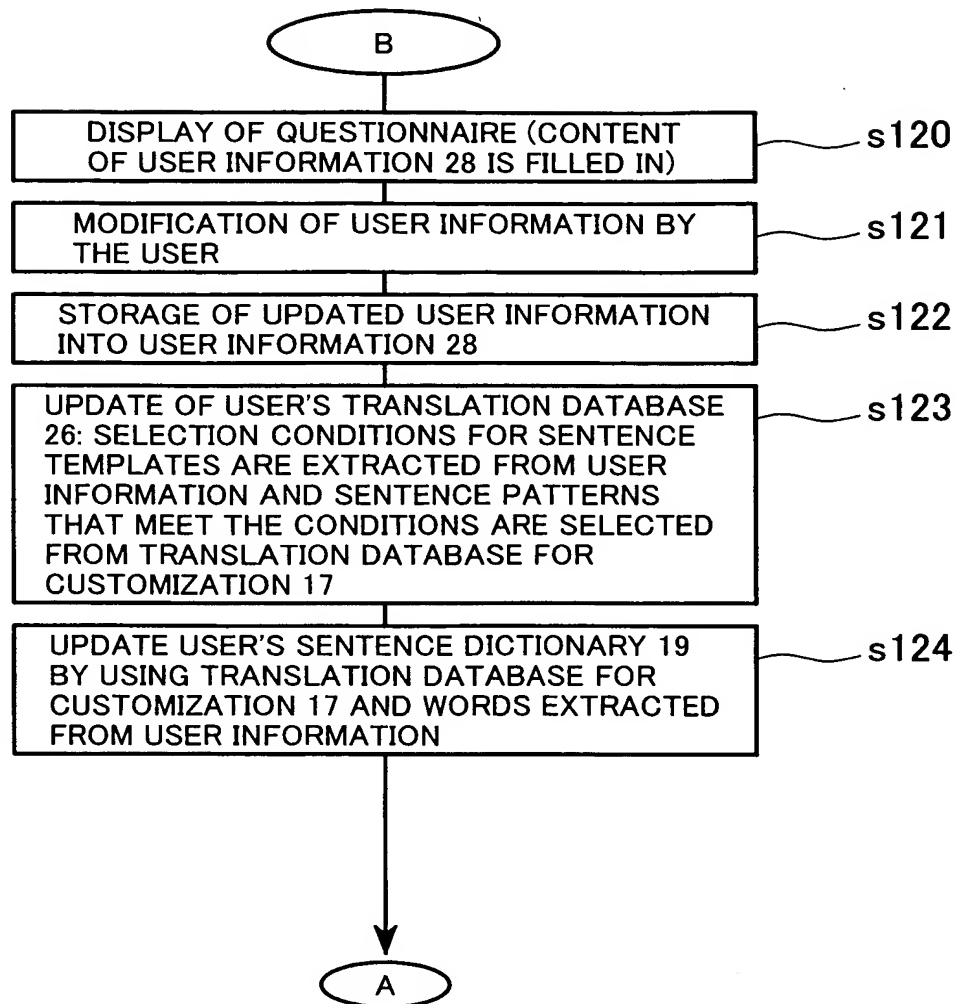 B
DISPLAY OF QUESTIONNAIRE (CONTENT
OF USER INFORMATION 28 IS FILLED IN)
s120
MODIFICATION OF USER INFORMATION BY
THE USER
s121
STORAGE OF UPDATED USER INFORMATION
INTO USER INFORMATION 28
s122
UPDATE OF USER'S TRANSLATION DATABASE
26: SELECTION CONDITIONS FOR SENTENCE
TEMPLATES ARE EXTRACTED FROM USER
INFORMATION AND SENTENCE PATTERNS
THAT MEET THE CONDITIONS ARE SELECTED
FROM TRANSLATION DATABASE FOR
CUSTOMIZATION 17
s123
UPDATE USER'S SENTENCE DICTIONARY 19
BY USING TRANSLATION DATABASE FOR
CUSTOMIZATION 17 AND WORDS EXTRACTED
FROM USER INFORMATION
s124
A